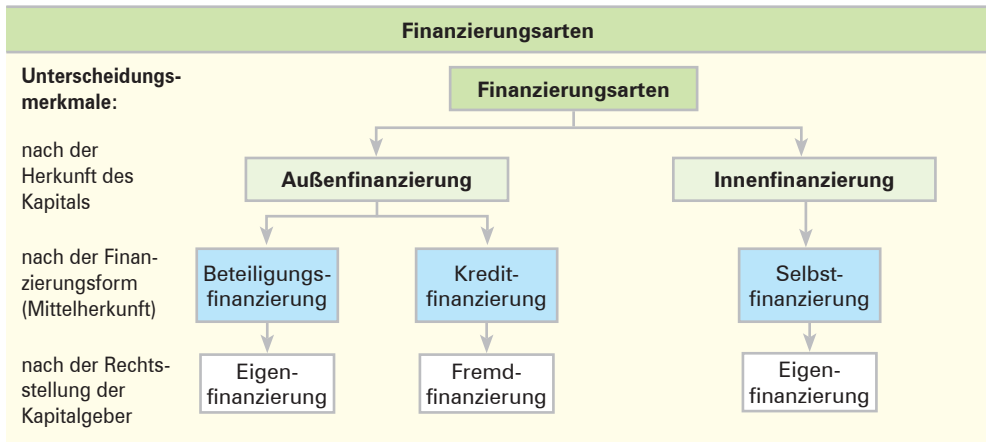 Finanzierungsarten
Unterscheidungs-
merkmale:
Finanzierungsarten
nach der
Herkunft des
Kapitals
Außenfinanzierung
Innenfinanzierung
nach der Finan-
zierungsform
(Mittelherkunft)
Beteiligungs-
finanzierung
Kredit-
finanzierung
Selbst-
finanzierung
nach der Rechts-
stellung der
Kapitalgeber
Eigen-
finanzierung
Fremd-
finanzierung
Eigen-
finanzierung